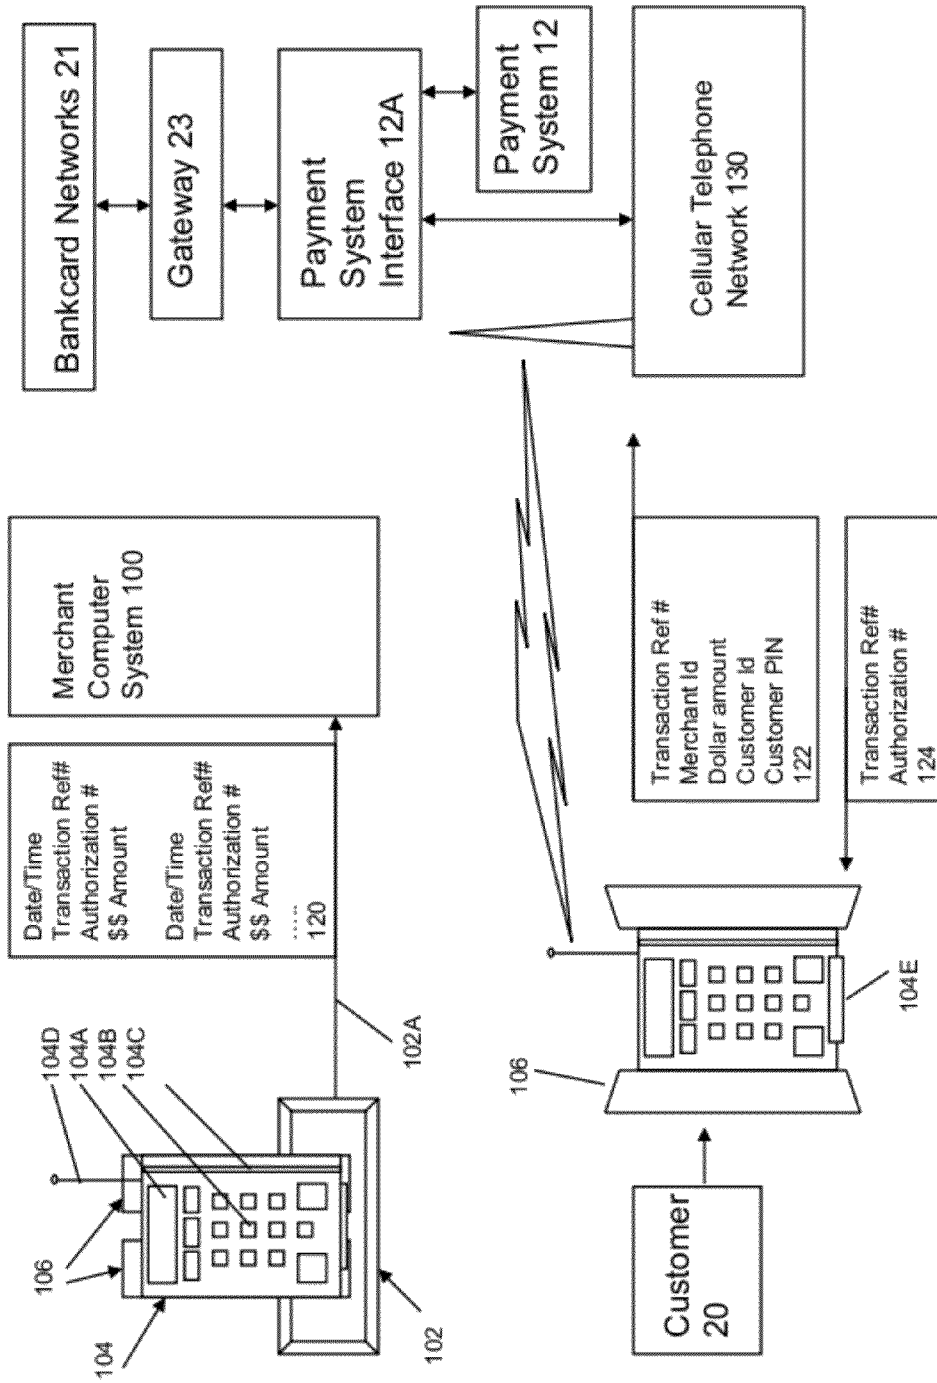 104D
104A
104B
104C
106
104
102
102A
Date/Time
Transaction Ref#
Authorization #
$$ Amount
Date/Time
Transaction Ref#
Authorization #
$$ Amount
.....
120
Merchant
Computer
System 100
Bankcard Networks 21
Gateway 23
Payment
System
Interface 12A
Payment
System 12
Cellular Telephone
Network 130
Customer
20
106
104E
Transaction Ref #
Merchant Id
Dollar amount
Customer Id
Customer PIN
122
Transaction Ref#
Authorization #
124